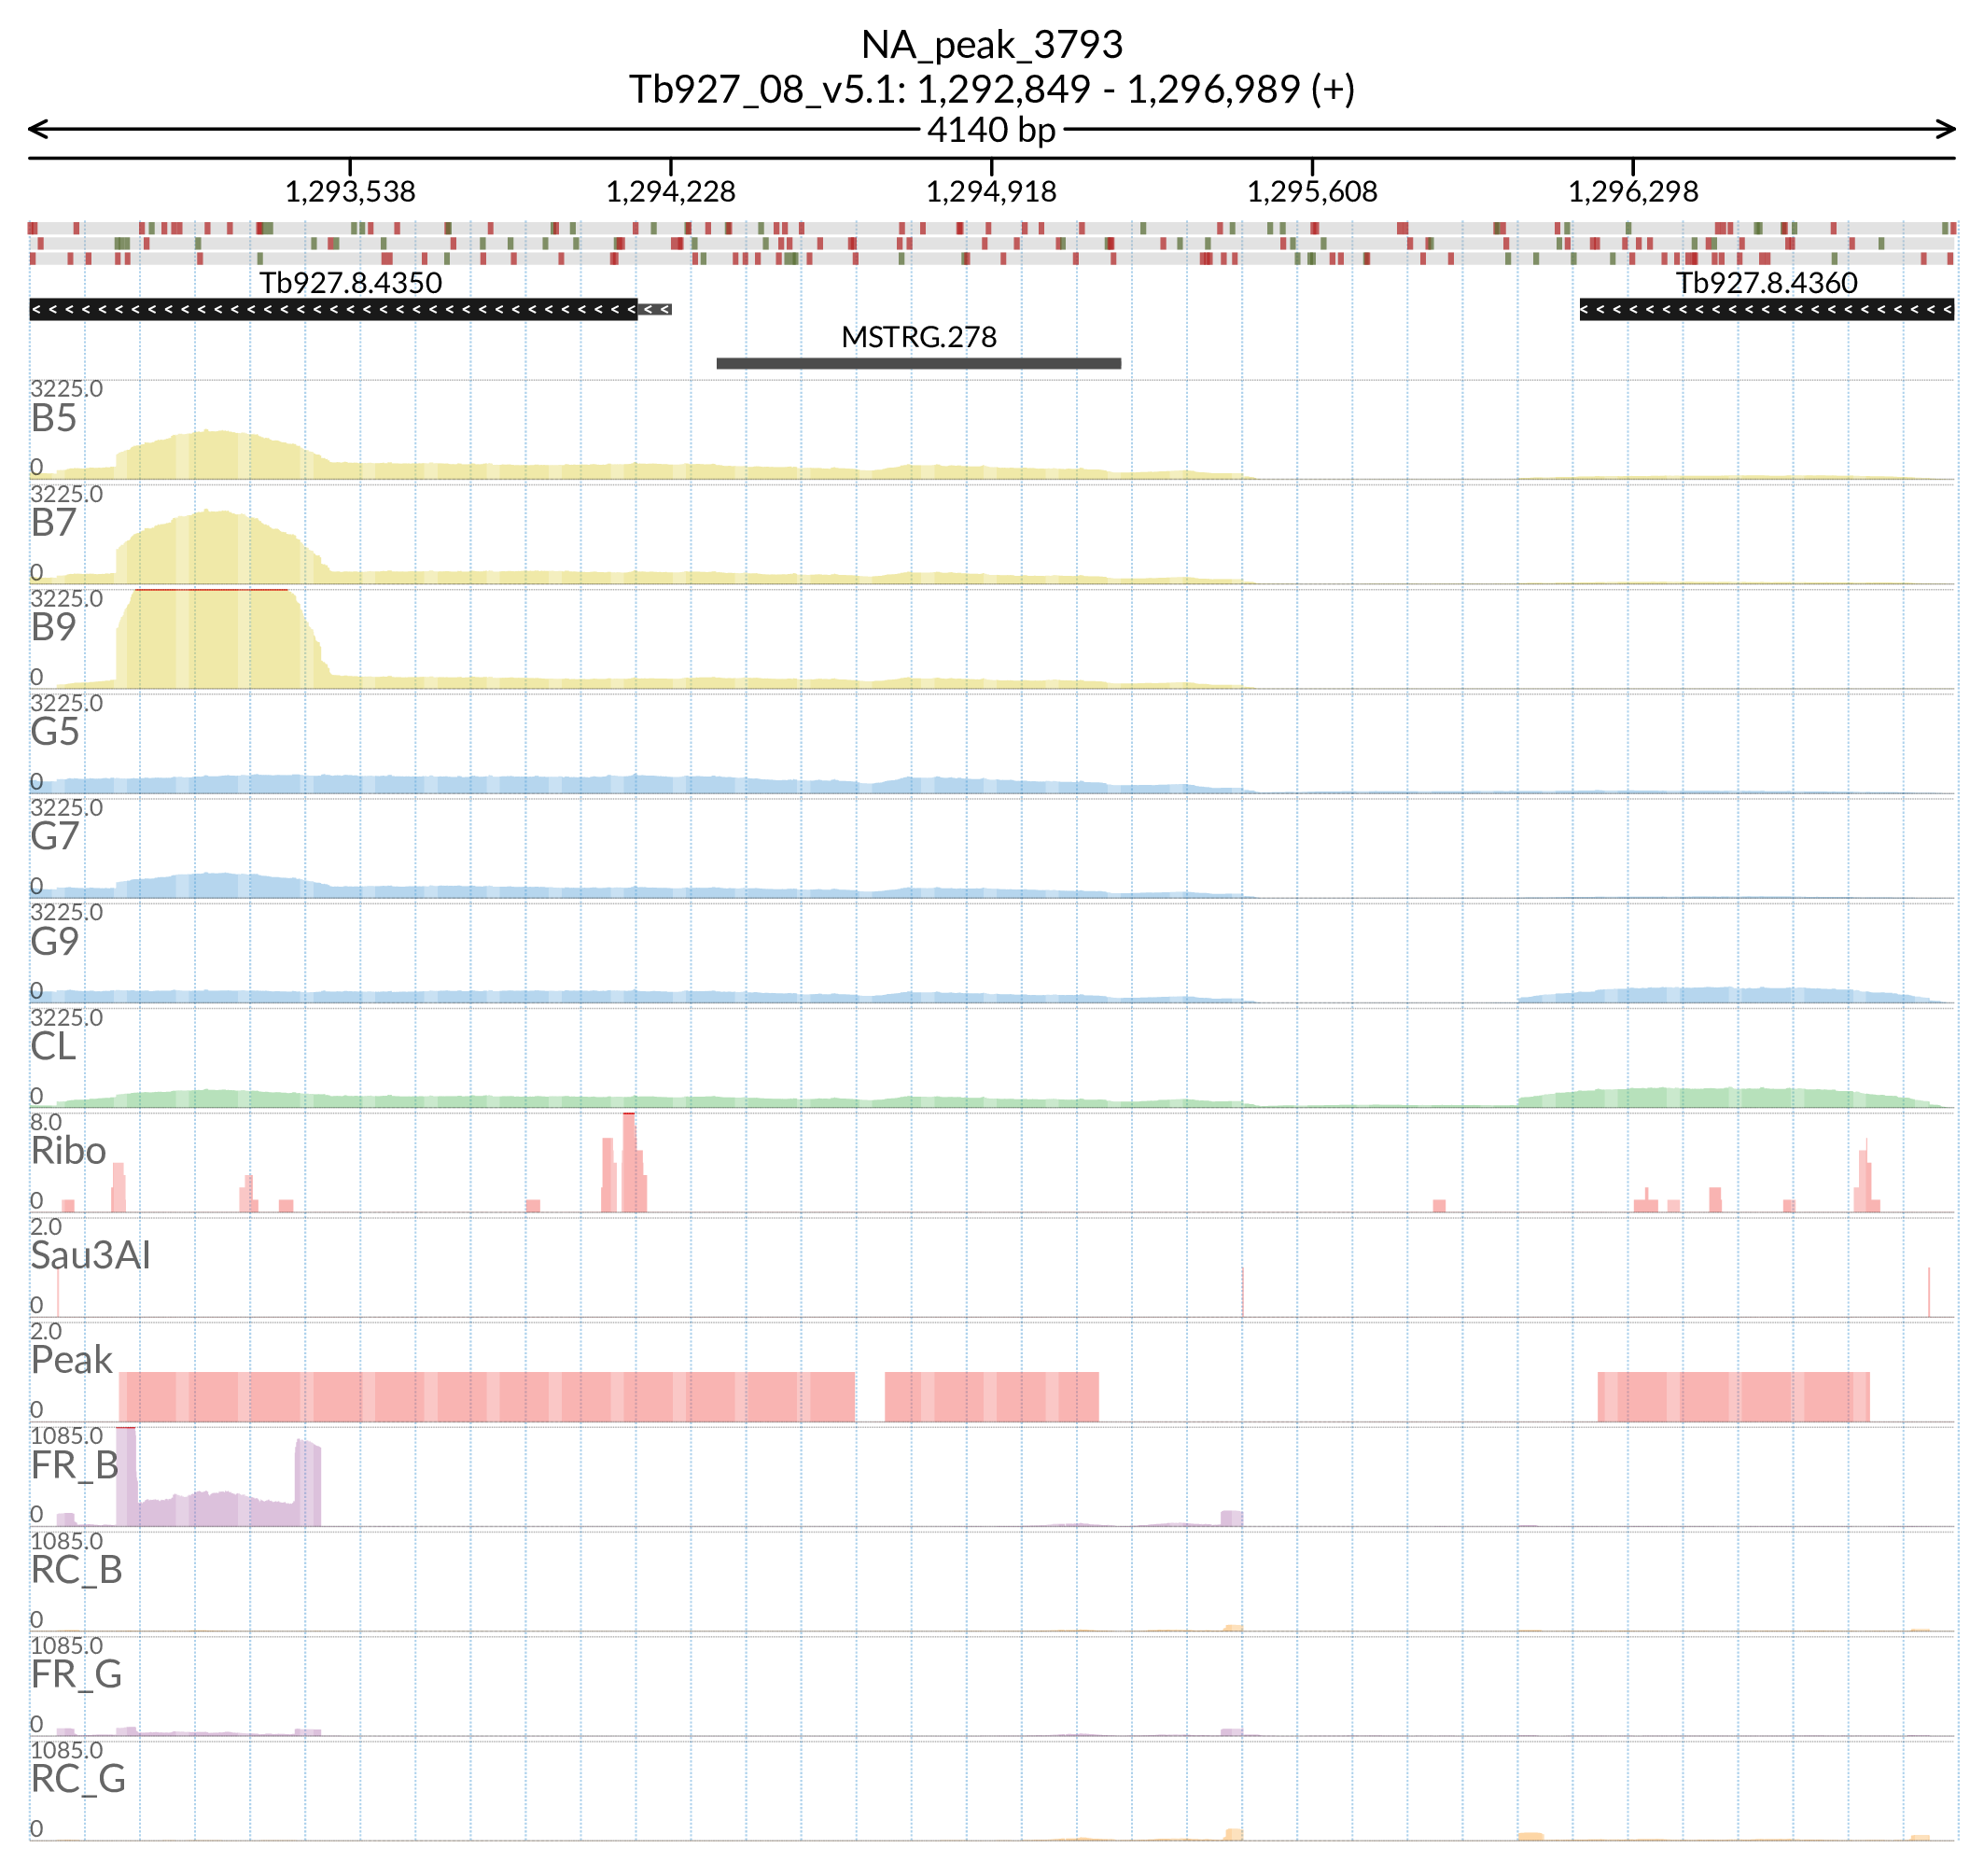 NA_peak_3793
Tb927_08_v5.1: 1,292,849 - 1,296,989 (+)
4140 bp
1,293,538 1,294,228 1,294,918 1,295,608 1,296,298
Tb927.8.4350 Tb927.8.4360
MSTRG.278
3225.0
B5
0
3225.0
B7
0
3225.0
B9
0
3225.0
G5
0
3225.0
G7
0
3225.0
G9
0
3225.0
CL
0
8.0
Ribo
0
2.0
Sau3AI
0
2.0
Peak
0
1085.0
FR_B
0
1085.0
RC_B
0
1085.0
FR_G
0
1085.0
RC_G
0